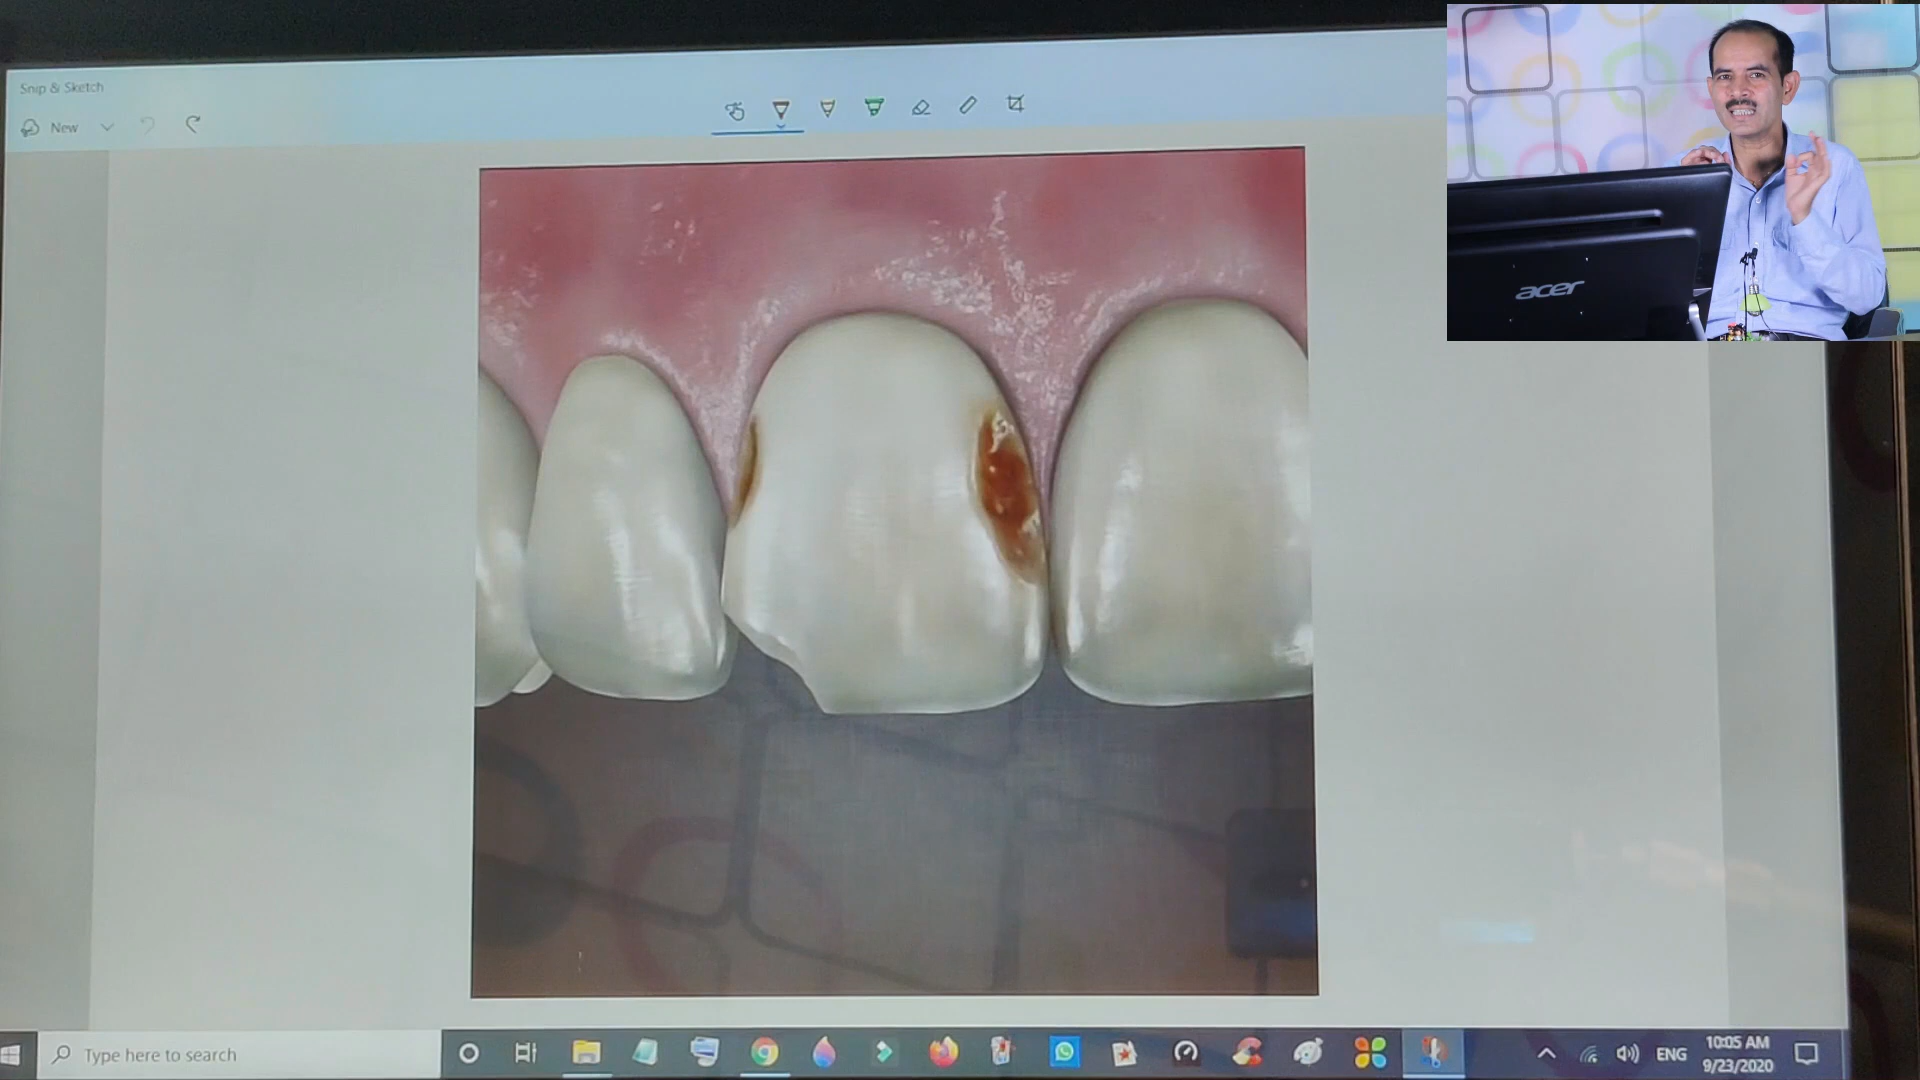 Snip & Sketch
New
acer
Type here to search
ENG
10:05 AM
9/23/2020